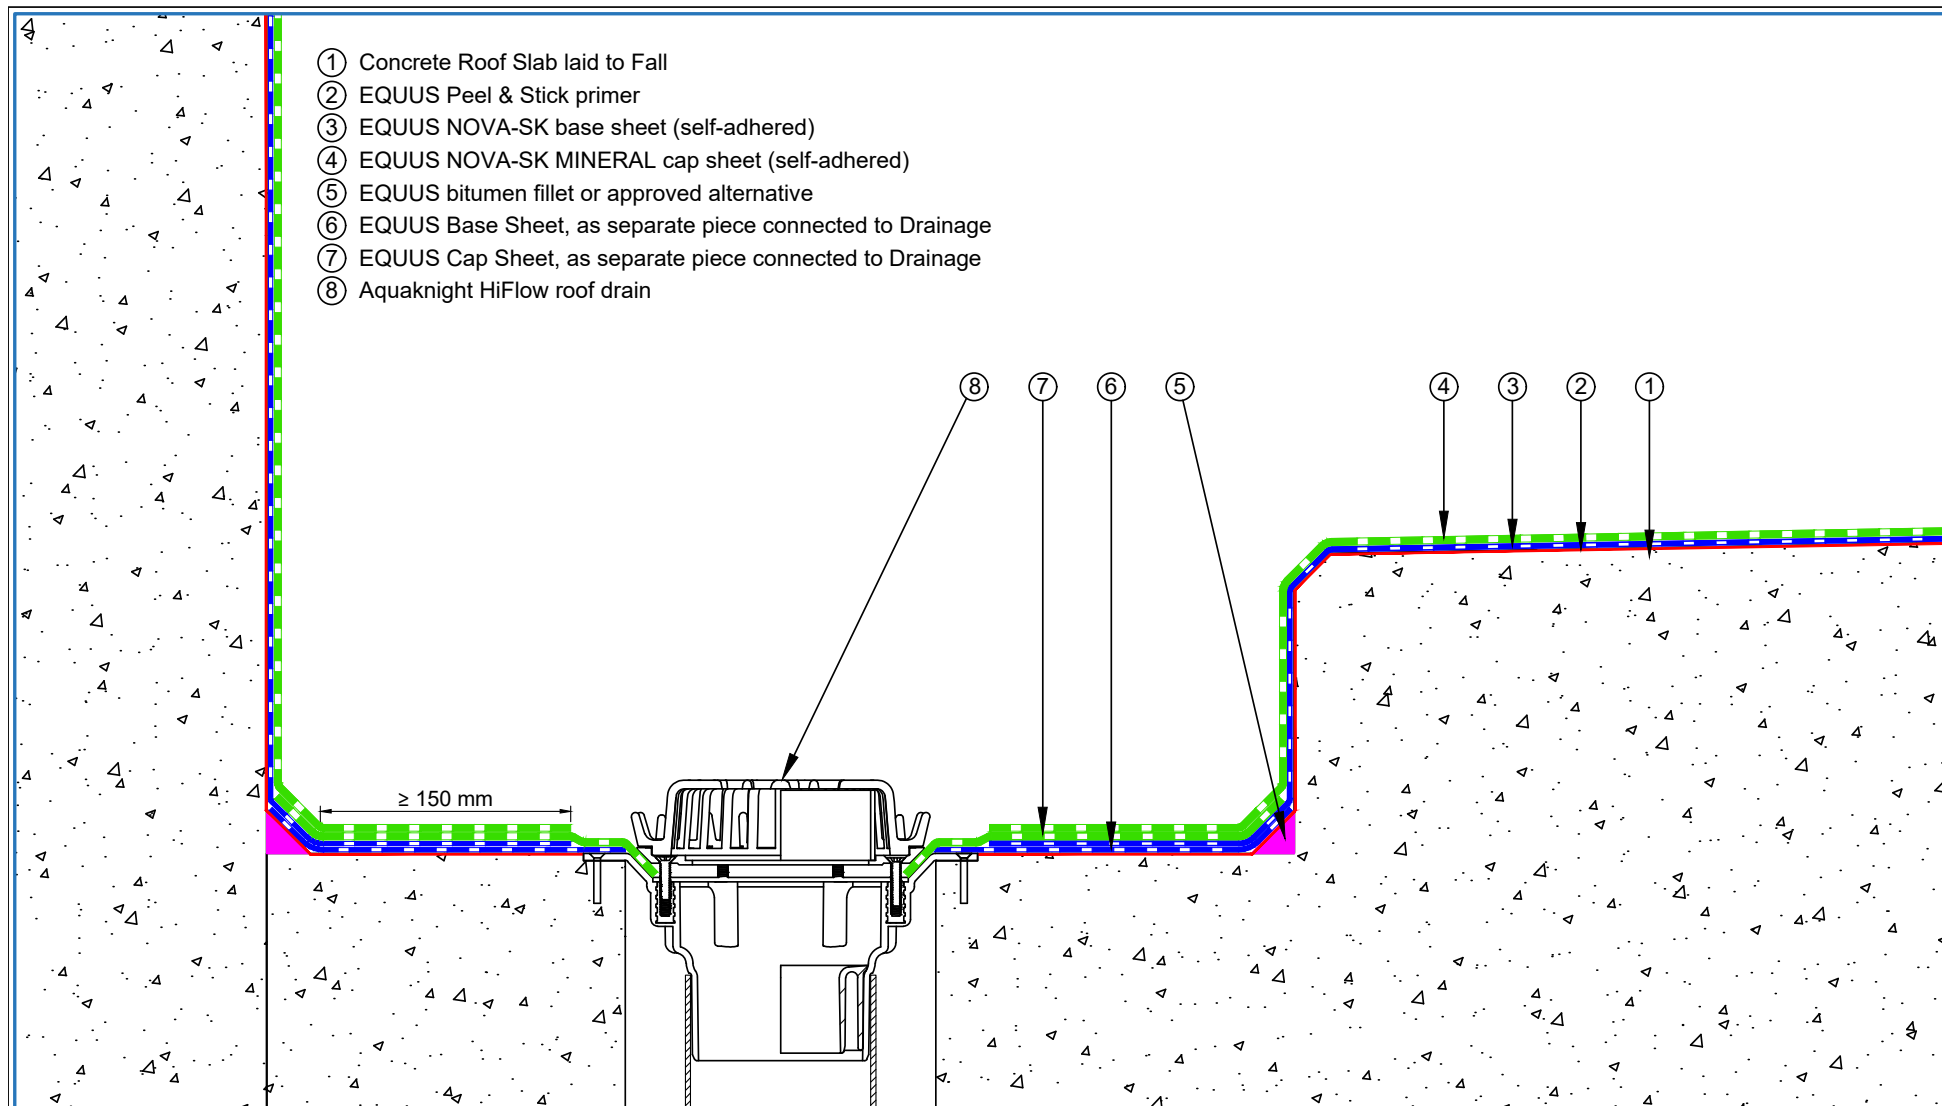 ① Concrete Roof Slab laid to Fall
② EQUUS Peel & Stick primer
③ EQUUS NOVA-SK base sheet (self-adhered)
④ EQUUS NOVA-SK MINERAL cap sheet (self-adhered)
⑤ EQUUS bitumen fillet or approved alternative
⑥ EQUUS Base Sheet, as separate piece connected to Drainage
⑦ EQUUS Cap Sheet, as separate piece connected to Drainage
⑧ Aquaknight HiFlow roof drain
⑧ ⑦ ⑥ ⑤ ④ ③ ② ①
≥ 150 mm